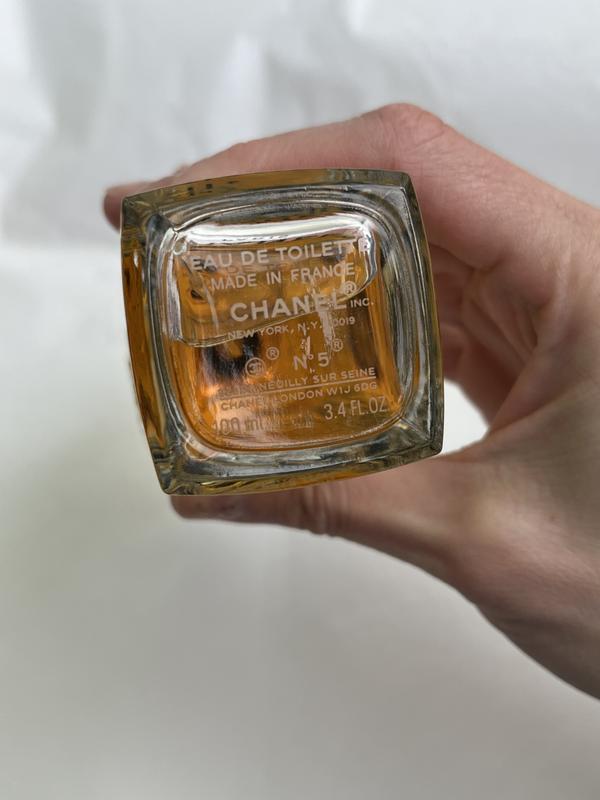 EAU DE TOILETTE
MADE IN FRANCE
CHANEL® INC.
NEW YORK, N.Y. 10019
® N°5®
NEUILLY SUR SEINE
CHANEL LONDON W1J 6DG
100 ml 3.4 FL.OZ.